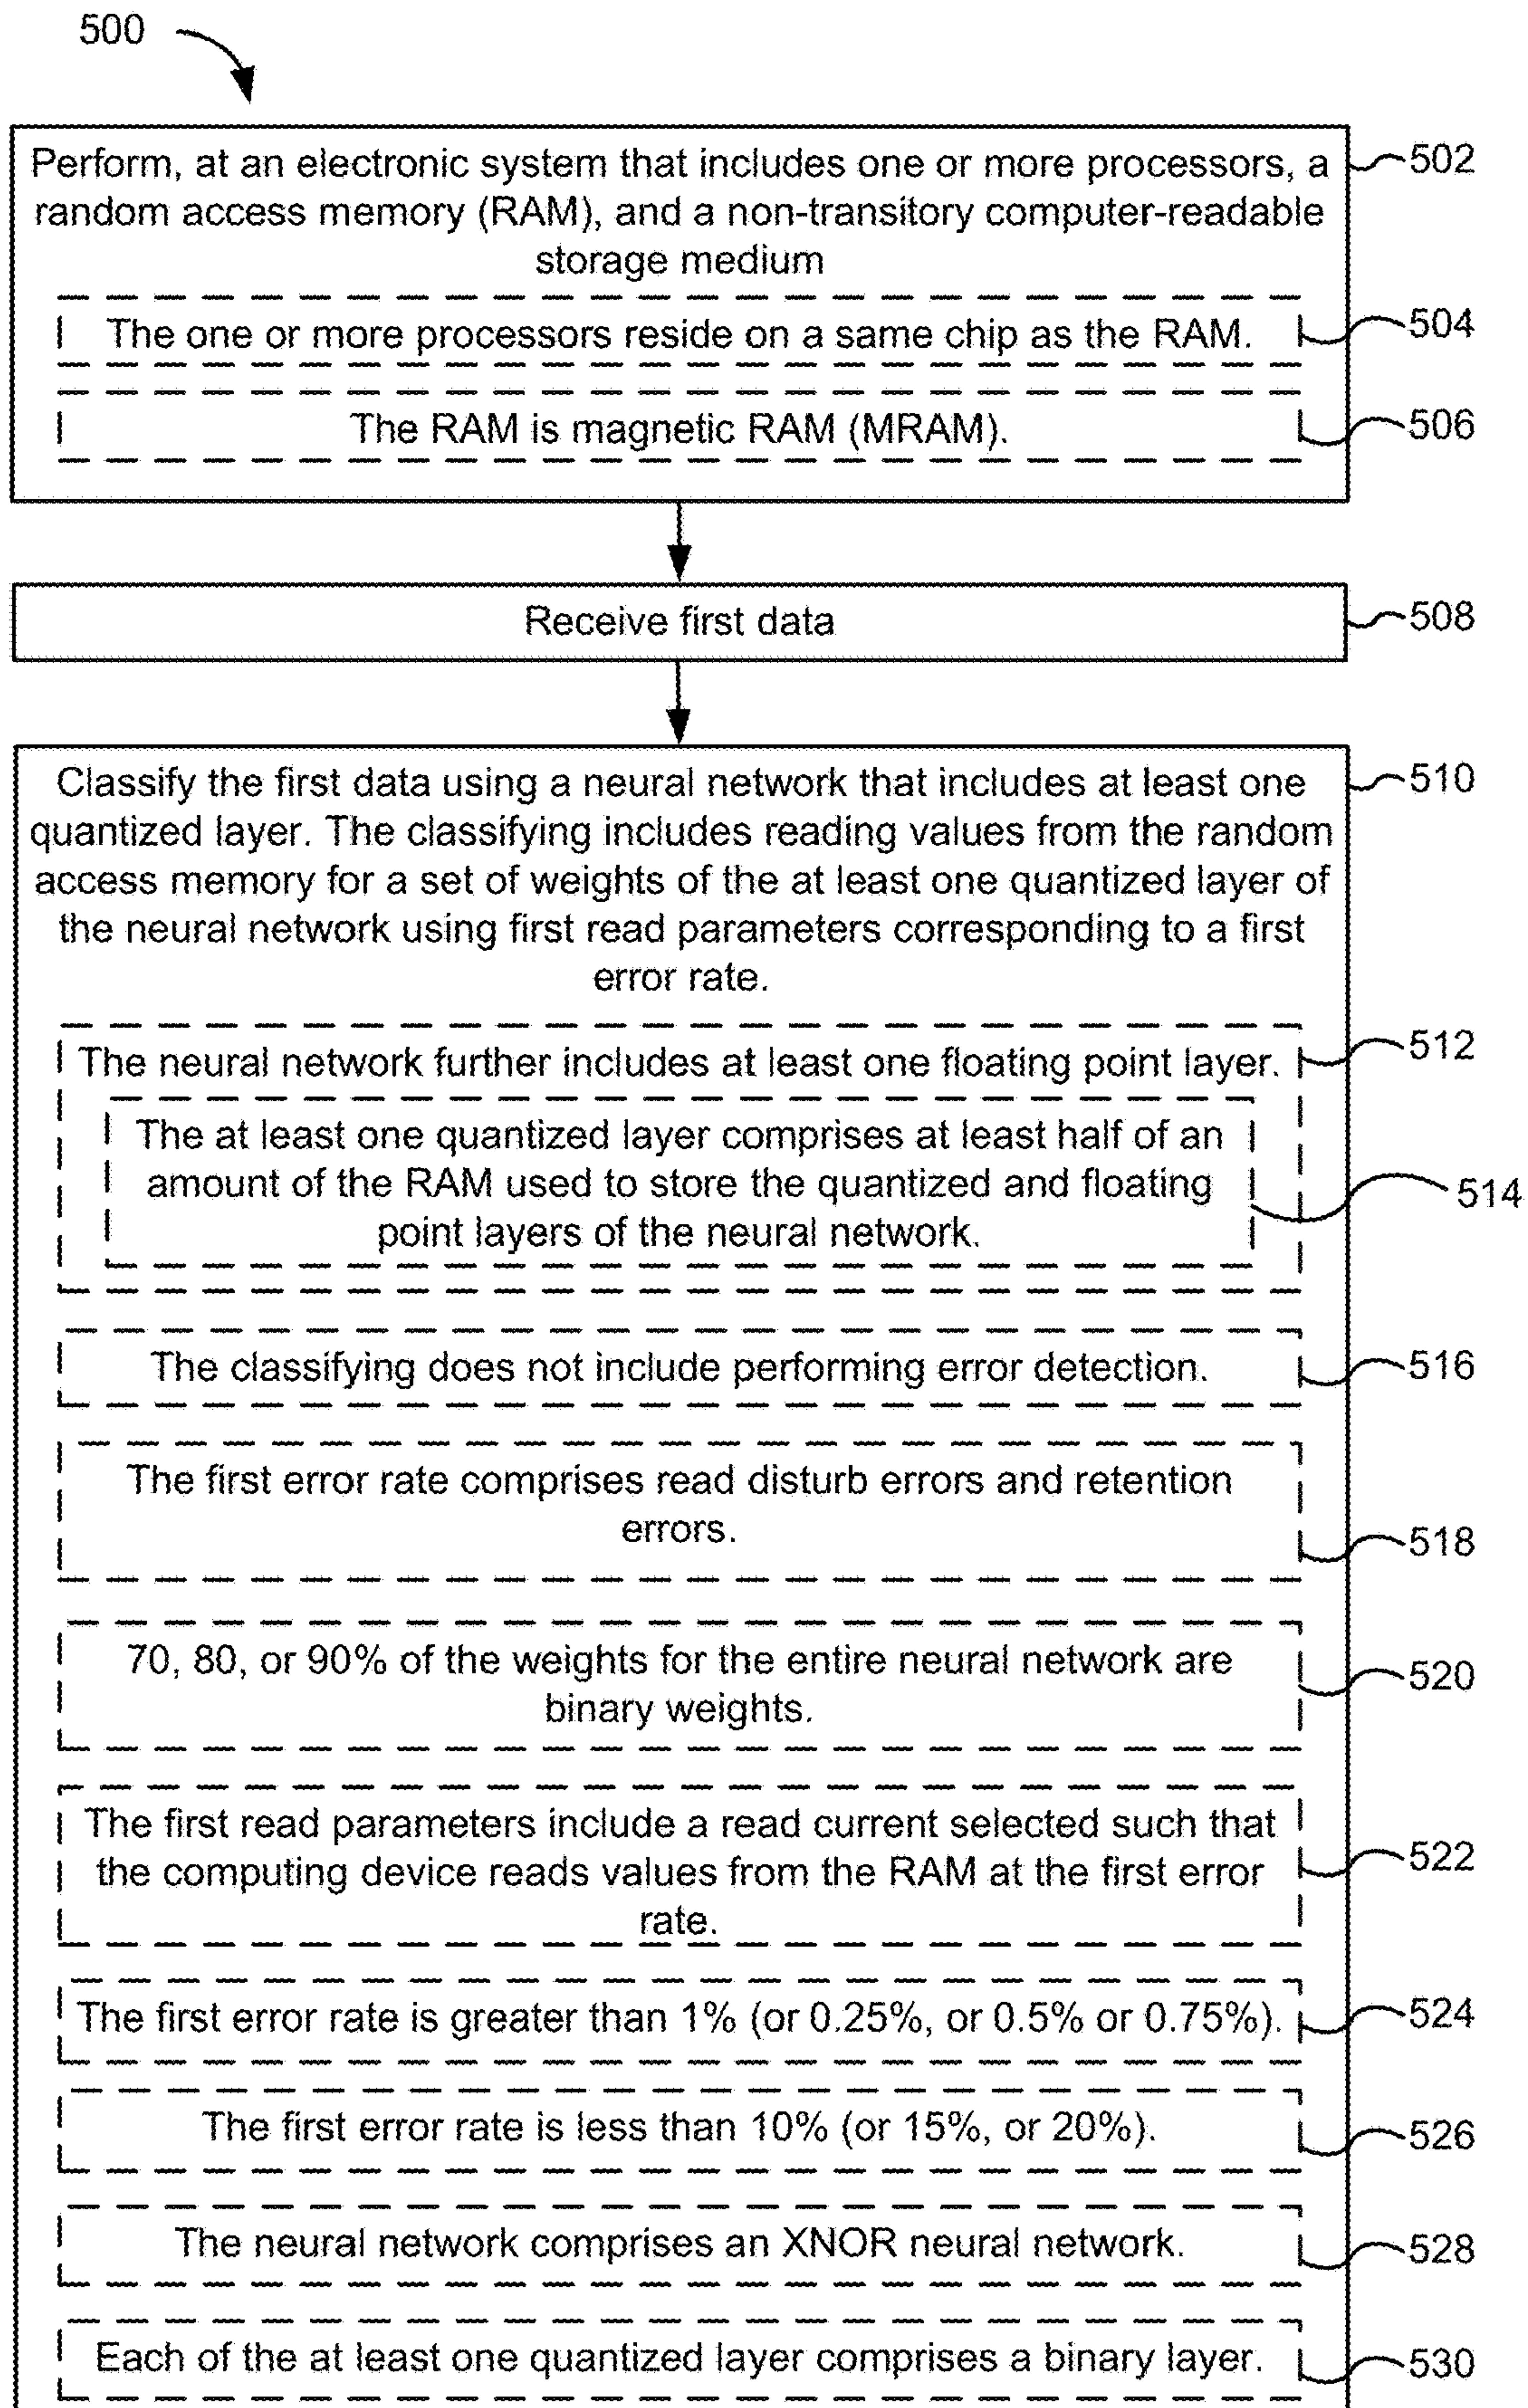 500
Perform, at an electronic system that includes one or more processors, a
random access memory (RAM), and a non-transitory computer-readable
storage medium
502
The one or more processors reside on a same chip as the RAM.
504
The RAM is magnetic RAM (MRAM).
506
Receive first data
508
Classify the first data using a neural network that includes at least one
quantized layer. The classifying includes reading values from the random
access memory for a set of weights of the at least one quantized layer of
the neural network using first read parameters corresponding to a first
error rate.
510
The neural network further includes at least one floating point layer.
512
The at least one quantized layer comprises at least half of an
amount of the RAM used to store the quantized and floating
point layers of the neural network.
514
The classifying does not include performing error detection.
516
The first error rate comprises read disturb errors and retention
errors.
518
70, 80, or 90% of the weights for the entire neural network are
binary weights.
520
The first read parameters include a read current selected such that
the computing device reads values from the RAM at the first error
rate.
522
The first error rate is greater than 1% (or 0.25%, or 0.5% or 0.75%).
524
The first error rate is less than 10% (or 15%, or 20%).
526
The neural network comprises an XNOR neural network.
528
Each of the at least one quantized layer comprises a binary layer.
530